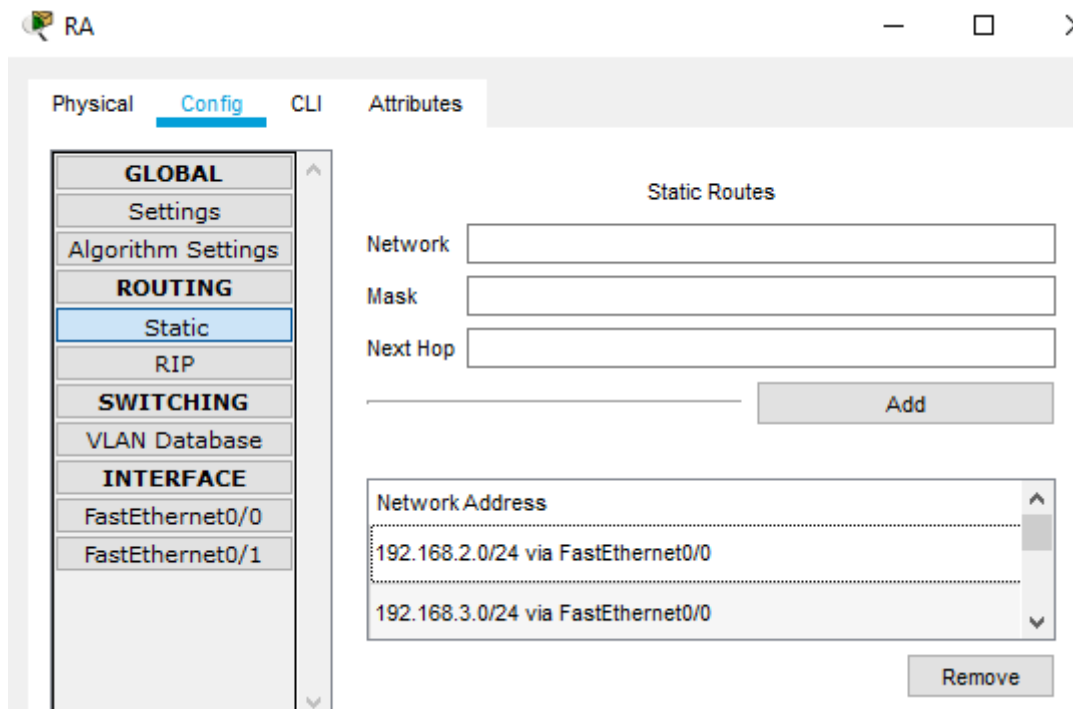 RA
Physical Config CLI Attributes
GLOBAL
Settings
Algorithm Settings
ROUTING
Static
RIP
SWITCHING
VLAN Database
INTERFACE
FastEthernet0/0
FastEthernet0/1
Static Routes
Network
Mask
Next Hop
Add
Network Address
192.168.2.0/24 via FastEthernet0/0
192.168.3.0/24 via FastEthernet0/0
Remove